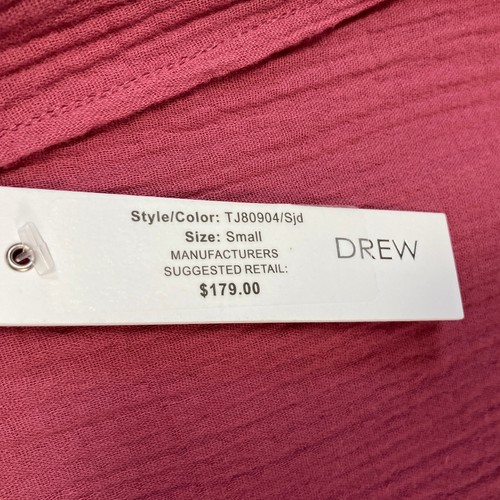 Style/Color: TJ80904/Sjd
Size: Small
MANUFACTURERS
SUGGESTED RETAIL:
$179.00
DREW